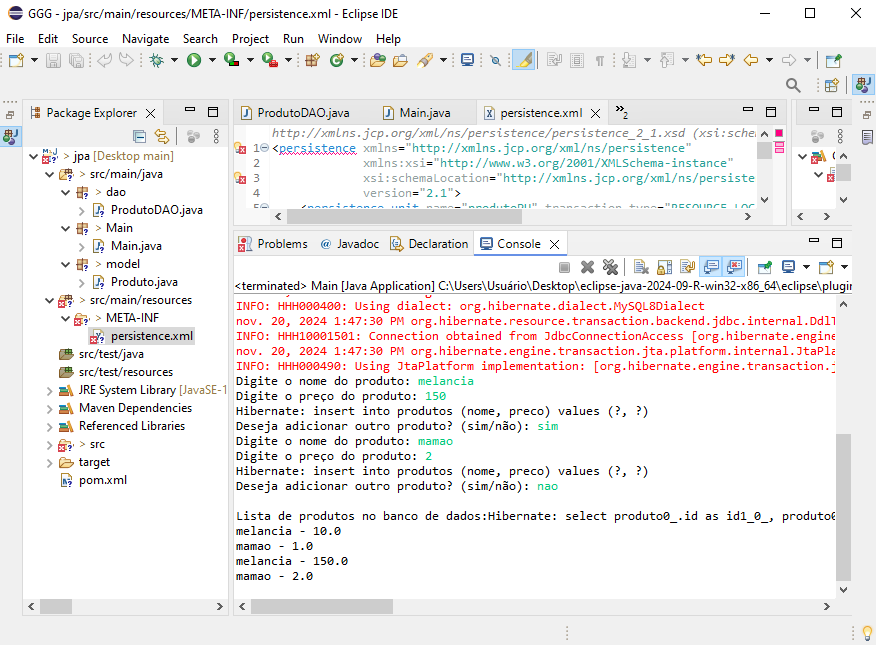 GGG - jpa/src/main/resources/META-INF/persistence.xml - Eclipse IDE
File Edit Source Navigate Search Project Run Window Help
Package Explorer
jpa [Desktop main]
src/main/java
dao
ProdutoDAO.java
Main
Main.java
model
Produto.java
src/main/resources
META-INF
persistence.xml
src/test/java
src/test/resources
JRE System Library [JavaSE-1
Maven Dependencies
Referenced Libraries
src
target
pom.xml
ProdutoDAO.java Main.java persistence.xml 2
http://xmlns.jcp.org/xml/ns/persistence/persistence_2_1.xsd (xsi:sche
1 <persistence xmlns="http://xmlns.jcp.org/xml/ns/persistence"
2 xmlns:xsi="http://www.w3.org/2001/XMLSchema-instance"
3 xsi:schemaLocation="http://xmlns.jcp.org/xml/ns/persiste
4 version="2.1">
5 <persistence-unit name="produtoPU" transaction-type="RESOURCE_LOC
Problems Javadoc Declaration Console
<terminated> Main [Java Application] C:\Users\Usuário\Desktop\eclipse-java-2024-09-R-win32-x86_64\eclipse\plugin
INFO: HHH000400: Using dialect: org.hibernate.dialect.MySQL8Dialect
nov. 20, 2024 1:47:30 PM org.hibernate.resource.transaction.backend.jdbc.internal.DdlT
INFO: HHH10001501: Connection obtained from JdbcConnectionAccess [org.hibernate.engine
nov. 20, 2024 1:47:30 PM org.hibernate.engine.transaction.jta.platform.internal.JtaPla
INFO: HHH000490: Using JtaPlatform implementation: [org.hibernate.engine.transaction.j
Digite o nome do produto: melancia
Digite o preço do produto: 150
Hibernate: insert into produtos (nome, preco) values (?, ?)
Deseja adicionar outro produto? (sim/não): sim
Digite o nome do produto: mamao
Digite o preço do produto: 2
Hibernate: insert into produtos (nome, preco) values (?, ?)
Deseja adicionar outro produto? (sim/não): nao
Lista de produtos no banco de dados:Hibernate: select produto0_.id as id1_0_, produto0
melancia - 10.0
mamao - 1.0
melancia - 150.0
mamao - 2.0